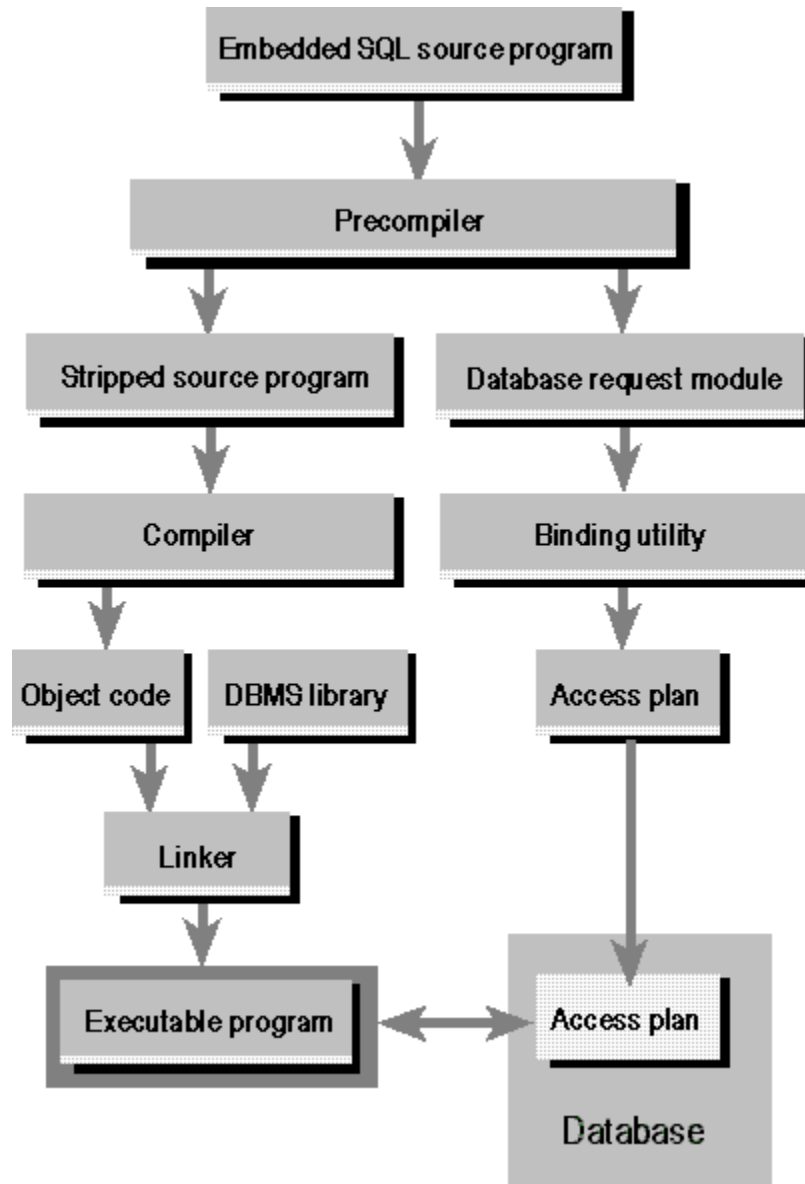 Embedded SQL source program
Precompiler
Stripped source program
Database request module
Compiler
Binding utility
Object code
DBMS library
Access plan
Linker
Executable program
Access plan
Database